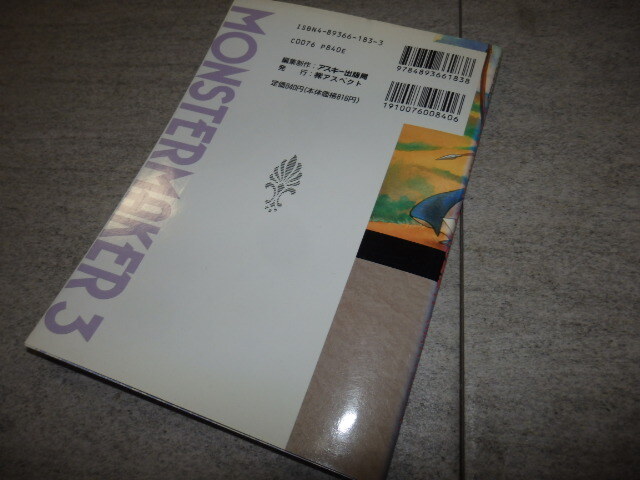 ISBN4-89366-183-3
C0076 P840E
編集制作：アスキー出版局
発　行：㈱アスペクト
定価840円(本体価格816円)
9784893661838
1910076008406
MONSTERMAKER 3